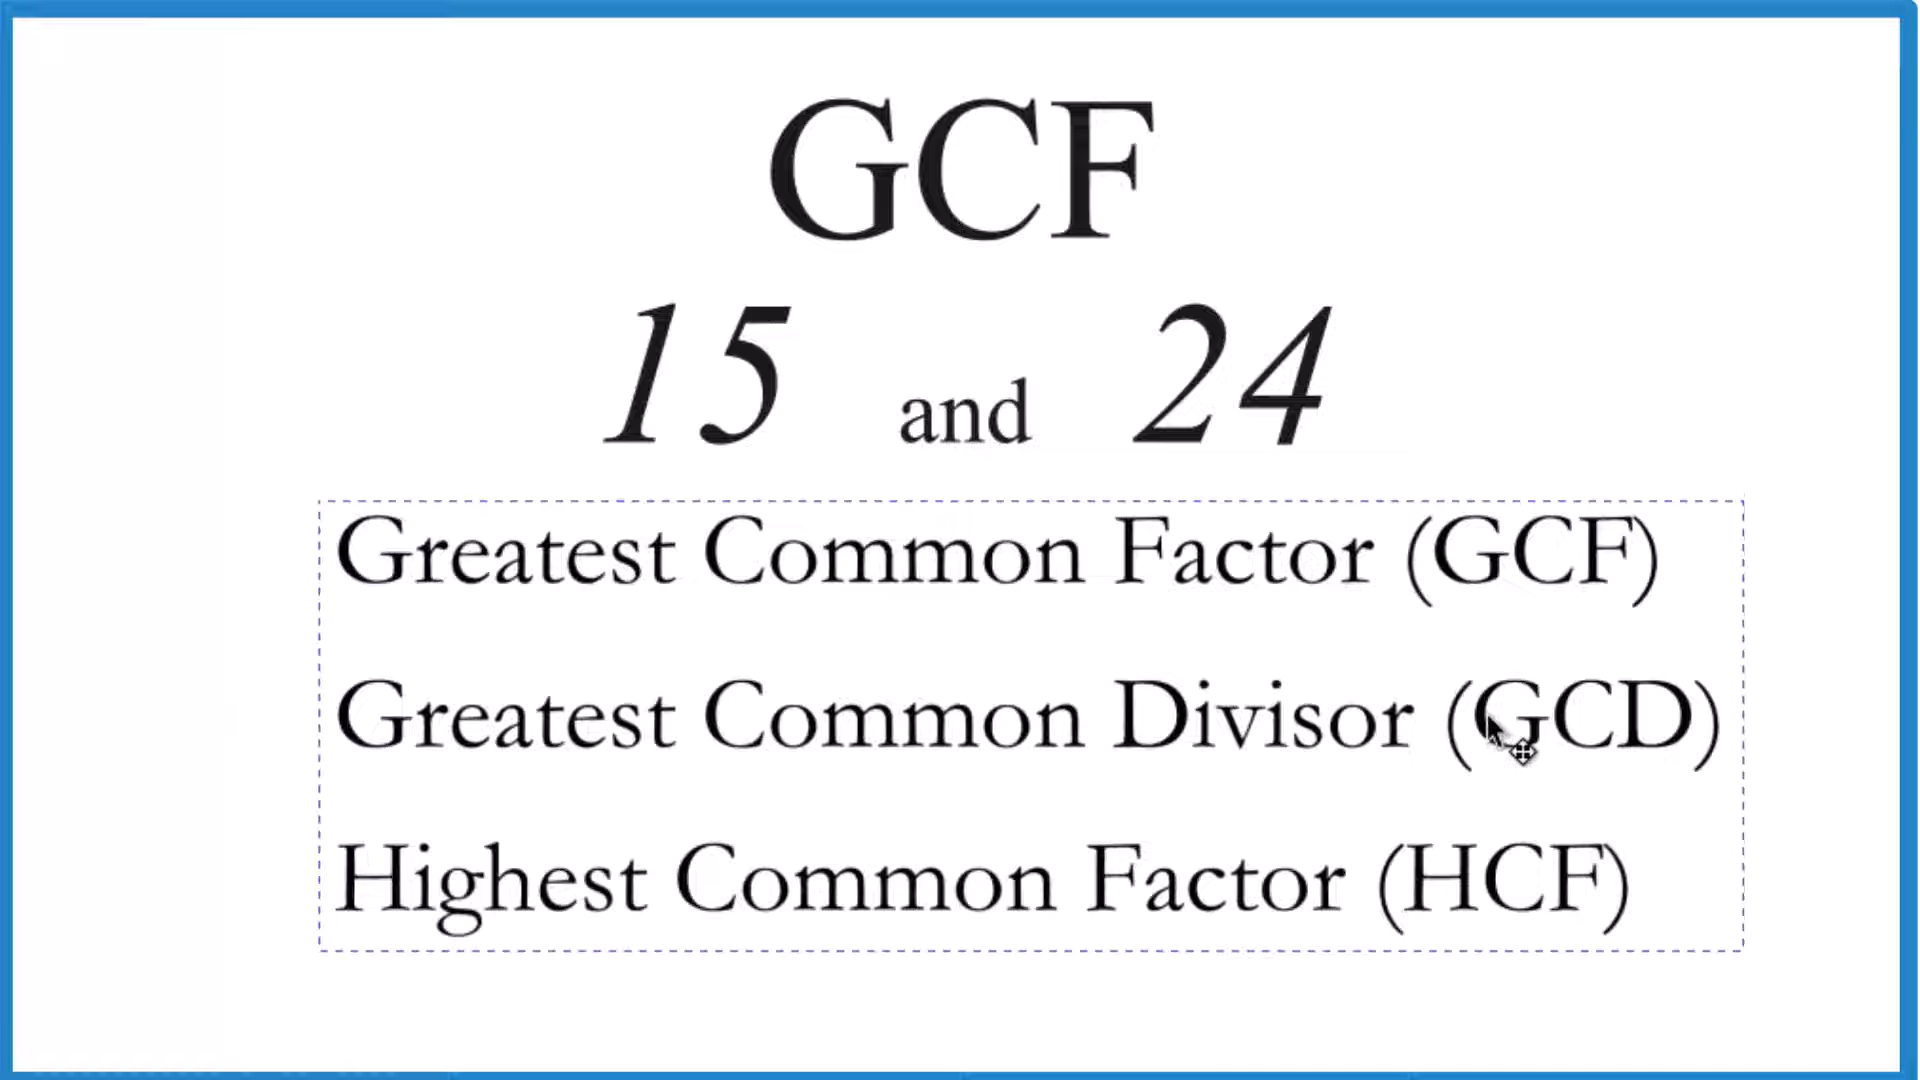 GCF
15 and 24
Greatest Common Factor (GCF)
Greatest Common Divisor (GCD)
Highest Common Factor (HCF)